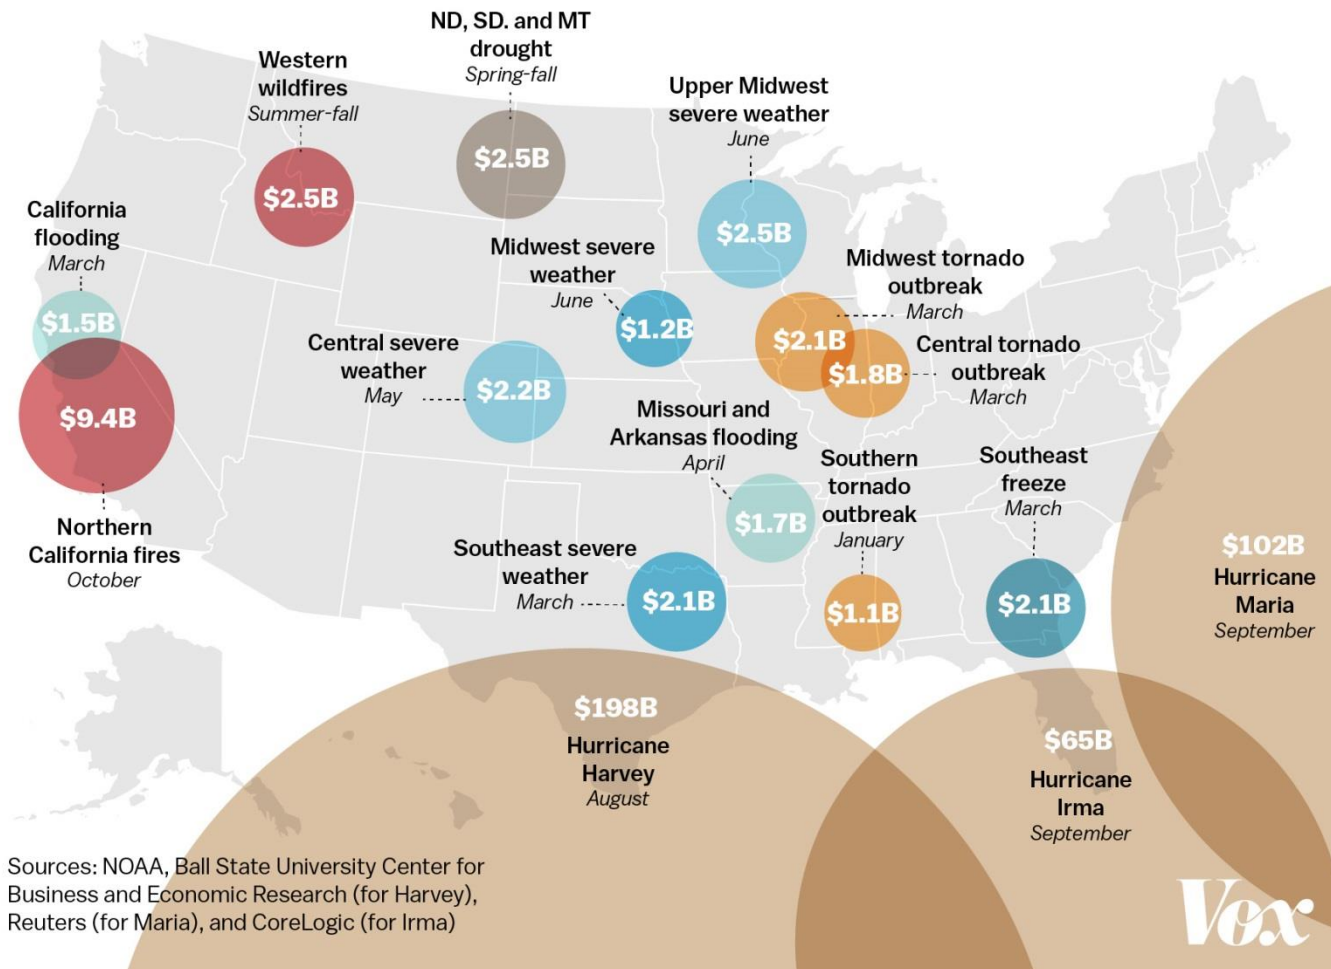 ND, SD. and MT
drought
Spring-fall
$2.5B
Western
wildfires
Summer-fall
$2.5B
Upper Midwest
severe weather
June
$2.5B
California
flooding
March
$1.5B
Midwest severe
weather
June
$1.2B
Midwest tornado
outbreak
March
$2.1B
Central severe
weather
May
$2.2B
Central tornado
outbreak
March
$1.8B
$9.4B
Northern
California fires
October
Missouri and
Arkansas flooding
April
$1.7B
Southern
tornado
outbreak
January
$1.1B
Southeast
freeze
March
$2.1B
Southeast severe
weather
March
$2.1B
$102B
Hurricane
Maria
September
$198B
Hurricane
Harvey
August
$65B
Hurricane
Irma
September
Sources: NOAA, Ball State University Center for
Business and Economic Research (for Harvey),
Reuters (for Maria), and CoreLogic (for Irma)
Vox